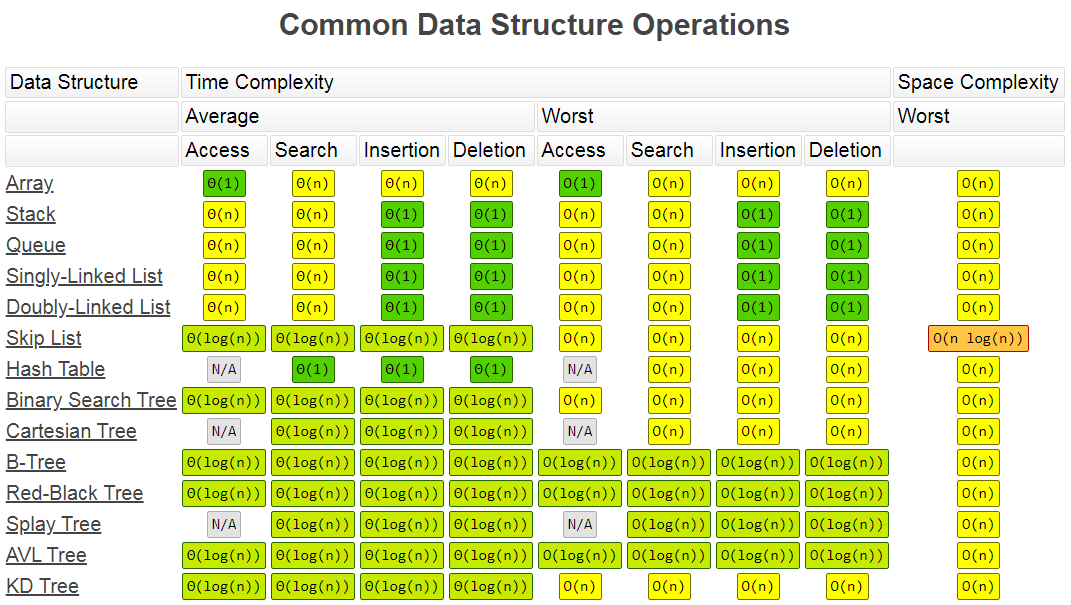 Common Data Structure Operations
Data Structure Time Complexity Space Complexity
Average Worst Worst
Access Search Insertion Deletion Access Search Insertion Deletion
Array Θ(1) Θ(n) Θ(n) Θ(n) O(1) O(n) O(n) O(n) O(n)
Stack Θ(n) Θ(n) Θ(1) Θ(1) O(n) O(n) O(1) O(1) O(n)
Queue Θ(n) Θ(n) Θ(1) Θ(1) O(n) O(n) O(1) O(1) O(n)
Singly-Linked List Θ(n) Θ(n) Θ(1) Θ(1) O(n) O(n) O(1) O(1) O(n)
Doubly-Linked List Θ(n) Θ(n) Θ(1) Θ(1) O(n) O(n) O(1) O(1) O(n)
Skip List Θ(log(n)) Θ(log(n)) Θ(log(n)) Θ(log(n)) O(n) O(n) O(n) O(n) O(n log(n))
Hash Table N/A Θ(1) Θ(1) Θ(1) N/A O(n) O(n) O(n) O(n)
Binary Search Tree Θ(log(n)) Θ(log(n)) Θ(log(n)) Θ(log(n)) O(n) O(n) O(n) O(n) O(n)
Cartesian Tree N/A Θ(log(n)) Θ(log(n)) Θ(log(n)) N/A O(n) O(n) O(n) O(n)
B-Tree Θ(log(n)) Θ(log(n)) Θ(log(n)) Θ(log(n)) O(log(n)) O(log(n)) O(log(n)) O(log(n)) O(n)
Red-Black Tree Θ(log(n)) Θ(log(n)) Θ(log(n)) Θ(log(n)) O(log(n)) O(log(n)) O(log(n)) O(log(n)) O(n)
Splay Tree N/A Θ(log(n)) Θ(log(n)) Θ(log(n)) N/A O(log(n)) O(log(n)) O(log(n)) O(n)
AVL Tree Θ(log(n)) Θ(log(n)) Θ(log(n)) Θ(log(n)) O(log(n)) O(log(n)) O(log(n)) O(log(n)) O(n)
KD Tree Θ(log(n)) Θ(log(n)) Θ(log(n)) Θ(log(n)) O(n) O(n) O(n) O(n) O(n)